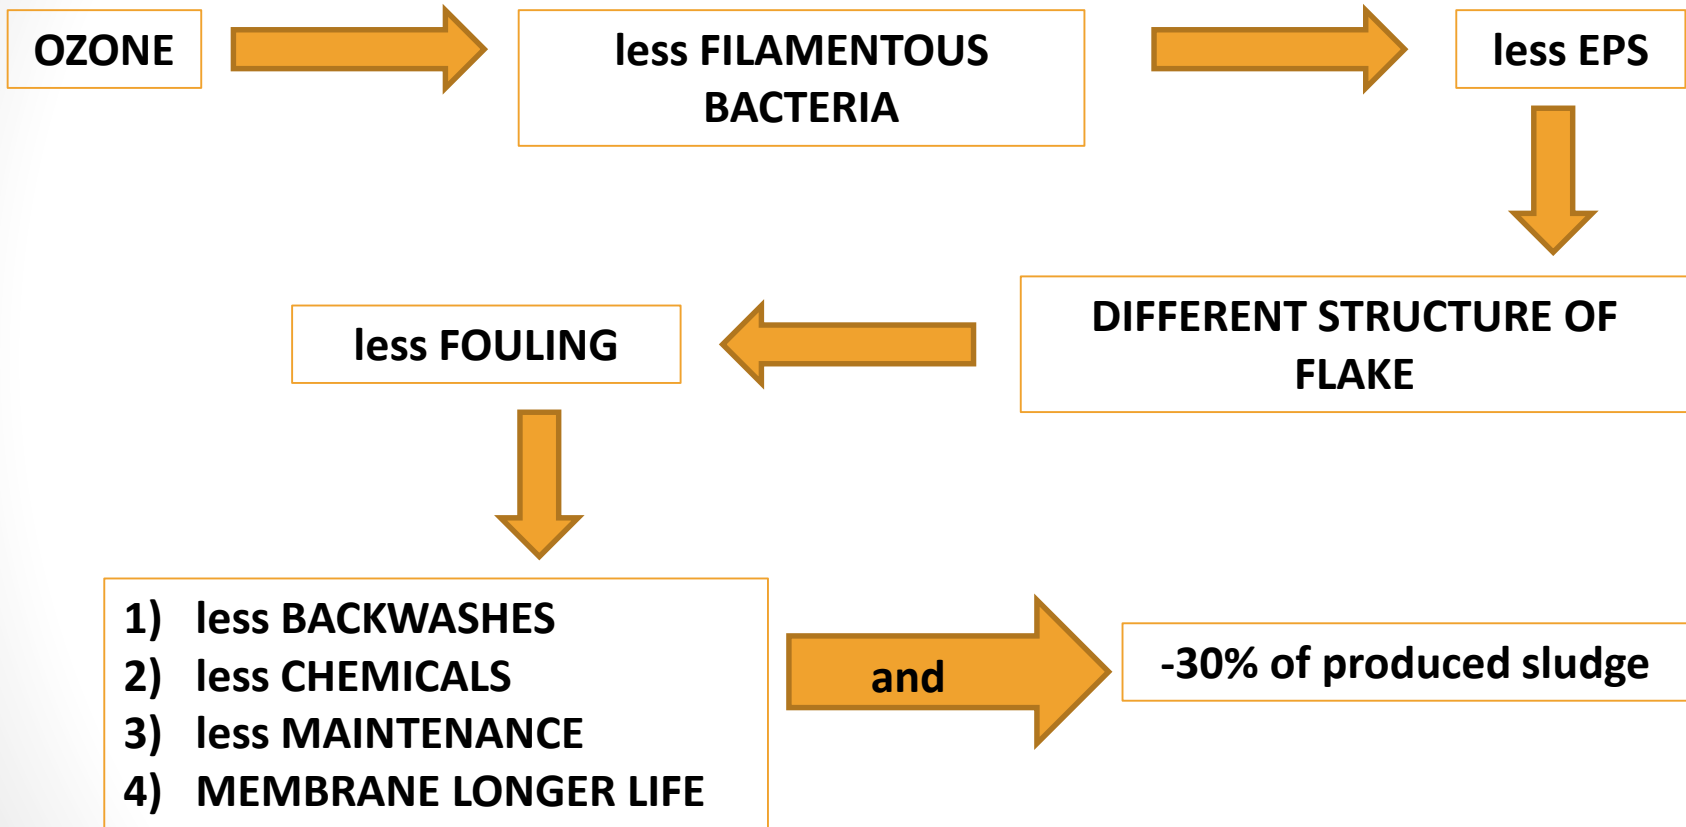 OZONE
less FILAMENTOUS
BACTERIA
less EPS
DIFFERENT STRUCTURE OF
FLAKE
less FOULING
1) less BACKWASHES
2) less CHEMICALS
3) less MAINTENANCE
4) MEMBRANE LONGER LIFE
and
-30% of produced sludge